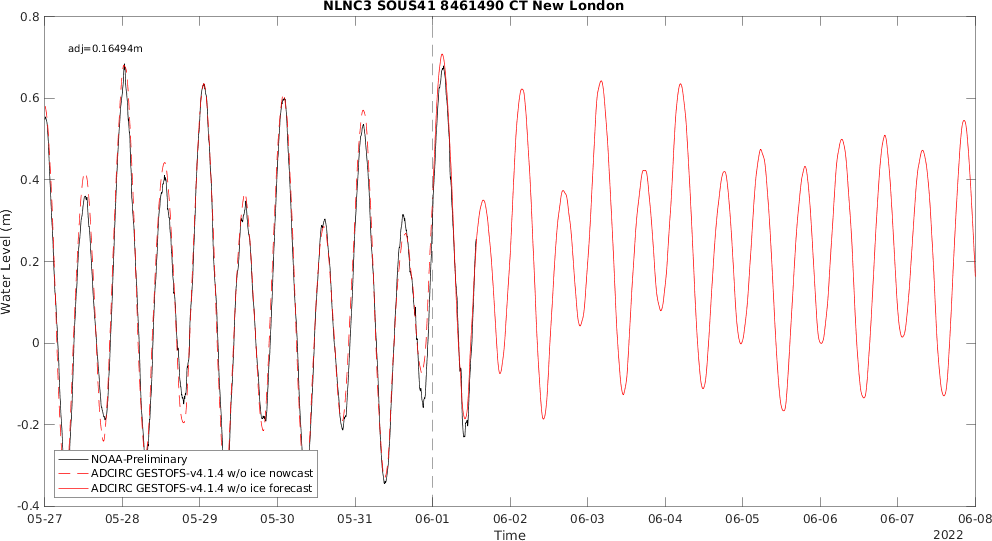 NLNC3 SOUS41 8461490 CT New London
adj=0.16494m
0.8
0.6
0.4
0.2
0
-0.2
-0.4
Water Level (m)
NOAA-Preliminary
ADCIRC GESTOFS-v4.1.4 w/o ice nowcast
ADCIRC GESTOFS-v4.1.4 w/o ice forecast
05-27 05-28 05-29 05-30 05-31 06-01 06-02 06-03 06-04 06-05 06-06 06-07 06-08
Time
2022